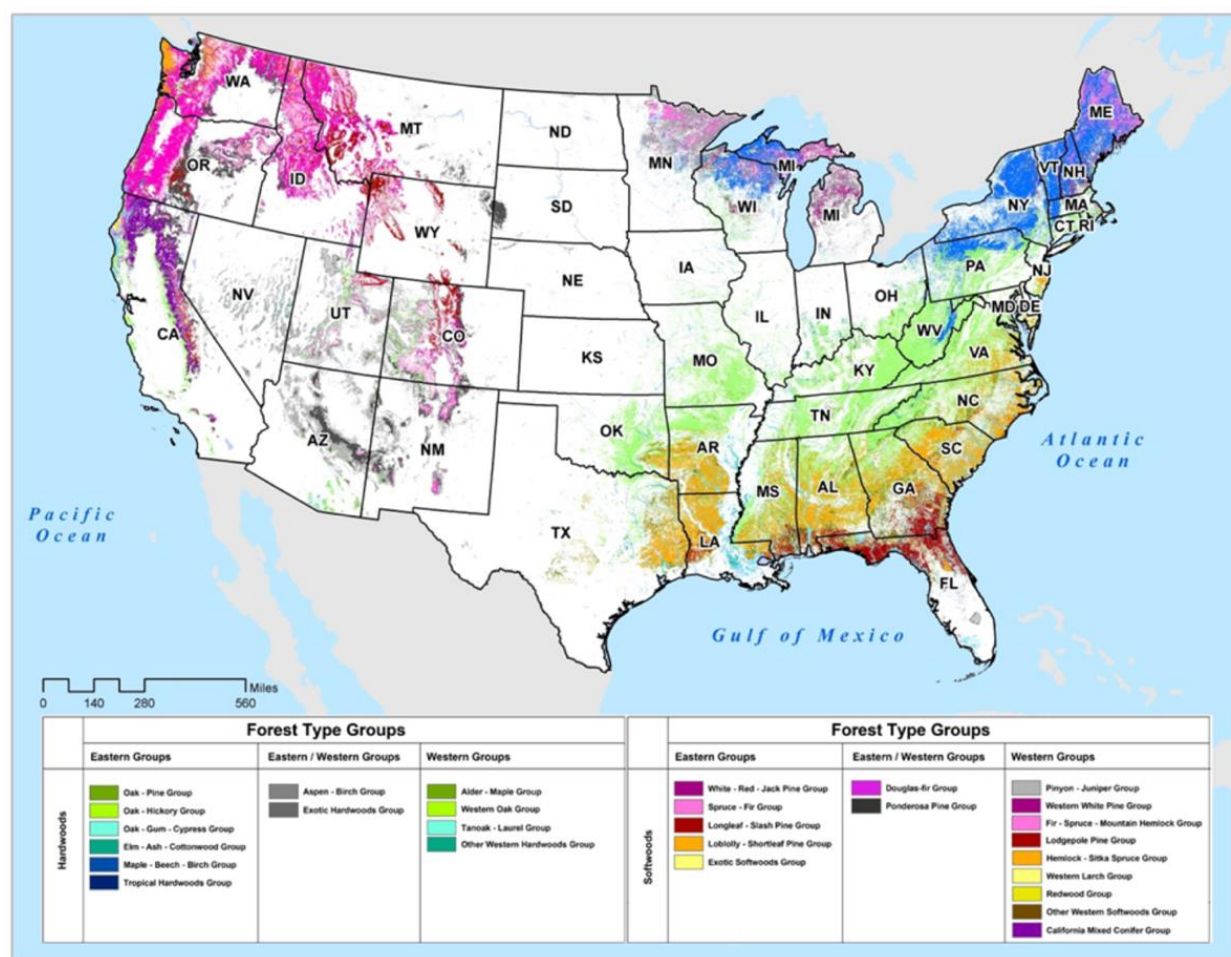 WA
OR
CA
ID
NV
MT
WY
UT
CO
AZ
NM
ND
SD
NE
KS
OK
TX
MN
IA
MO
AR
LA
WI
MI
MI
IL
IN
OH
KY
TN
MS
AL
GA
FL
SC
NC
VA
WV
PA
NY
VT
NH
ME
MA
CT
RI
NJ
MD
DE
Pacific
Ocean
Atlantic
Ocean
Gulf of Mexico
Miles
0 140 280 560
Forest Type Groups
Hardwoods
Eastern Groups
Oak - Pine Group
Oak - Hickory Group
Oak - Gum - Cypress Group
Elm - Ash - Cottonwood Group
Maple - Beech - Birch Group
Tropical Hardwoods Group
Eastern / Western Groups
Aspen - Birch Group
Exotic Hardwoods Group
Western Groups
Alder - Maple Group
Western Oak Group
Tanoak - Laurel Group
Other Western Hardwoods Group
Forest Type Groups
Softwoods
Eastern Groups
White - Red - Jack Pine Group
Spruce - Fir Group
Longleaf - Slash Pine Group
Loblolly - Shortleaf Pine Group
Exotic Softwoods Group
Eastern / Western Groups
Douglas-fir Group
Ponderosa Pine Group
Western Groups
Pinyon - Juniper Group
Western White Pine Group
Fir - Spruce - Mountain Hemlock Group
Lodgepole Pine Group
Hemlock - Sitka Spruce Group
Western Larch Group
Redwood Group
Other Western Softwoods Group
California Mixed Conifer Group